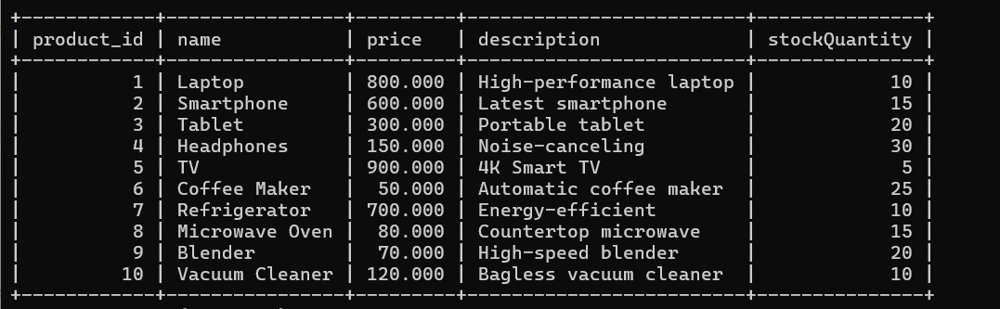 +------------+----------------+---------+-------------------------+---------------+
| product_id | name           | price   | description             | stockQuantity |
+------------+----------------+---------+-------------------------+---------------+
|          1 | Laptop         | 800.000 | High-performance laptop |            10 |
|          2 | Smartphone     | 600.000 | Latest smartphone       |            15 |
|          3 | Tablet         | 300.000 | Portable tablet         |            20 |
|          4 | Headphones     | 150.000 | Noise-canceling         |            30 |
|          5 | TV             | 900.000 | 4K Smart TV             |             5 |
|          6 | Coffee Maker   |  50.000 | Automatic coffee maker  |            25 |
|          7 | Refrigerator   | 700.000 | Energy-efficient        |            10 |
|          8 | Microwave Oven |  80.000 | Countertop microwave    |            15 |
|          9 | Blender        |  70.000 | High-speed blender      |            20 |
|         10 | Vacuum Cleaner | 120.000 | Bagless vacuum cleaner  |            10 |
+------------+----------------+---------+-------------------------+---------------+